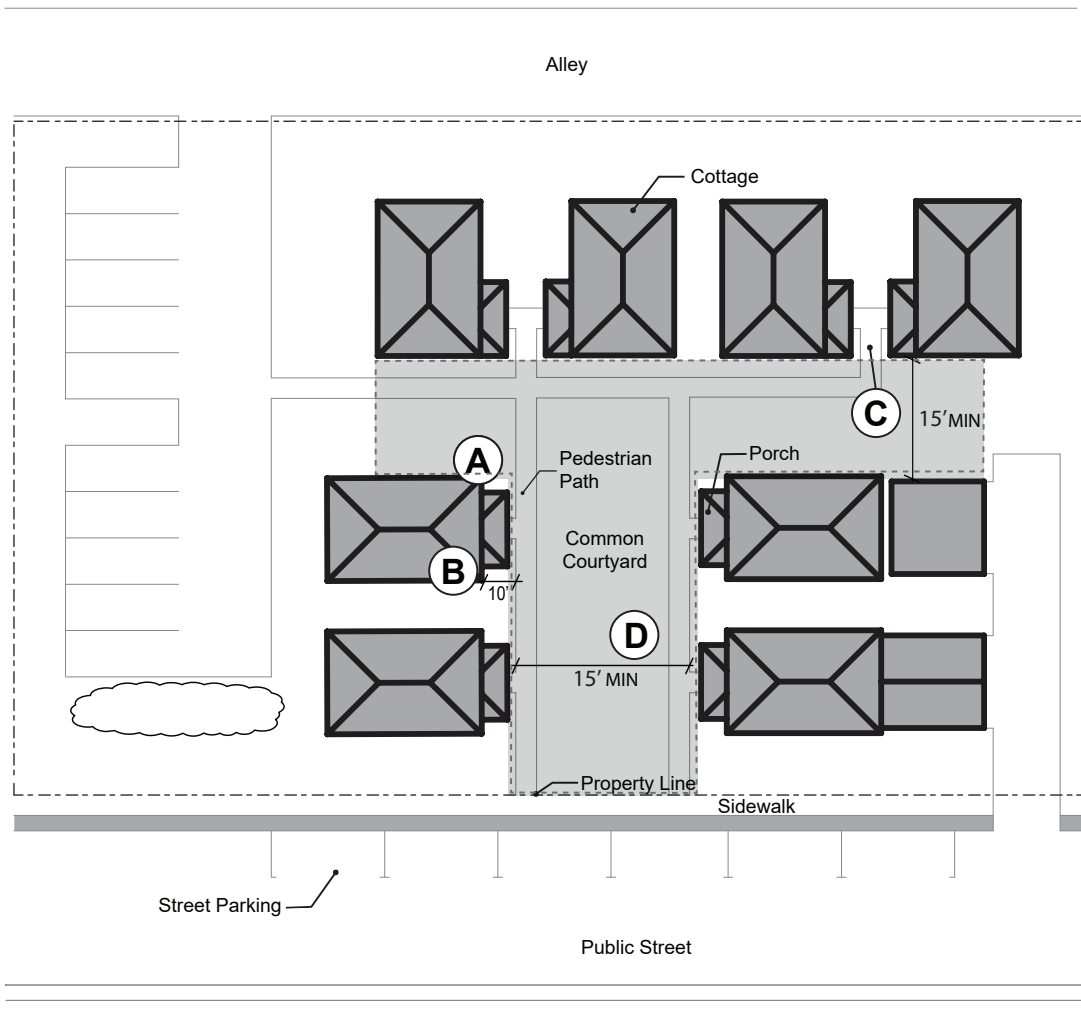 Alley
Cottage
C
15' MIN
A
Pedestrian
Path
Porch
Common
Courtyard
B
10'
D
15' MIN
Property Line
Sidewalk
Street Parking
Public Street